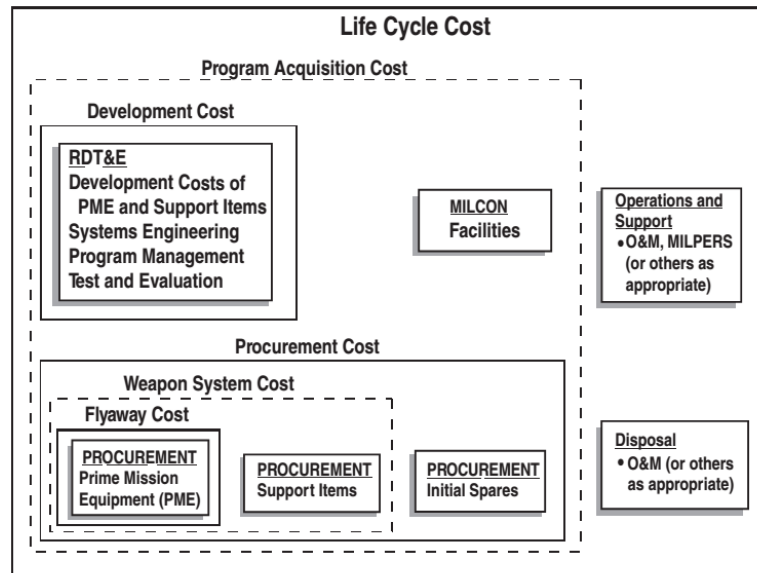 Life Cycle Cost
Program Acquisition Cost
Development Cost
RDT&E
Development Costs of
PME and Support Items
Systems Engineering
Program Management
Test and Evaluation
MILCON
Facilities
Operations and
Support
• O&M, MILPERS
(or others as
appropriate)
Procurement Cost
Weapon System Cost
Flyaway Cost
PROCUREMENT
Prime Mission
Equipment (PME)
PROCUREMENT
Support Items
PROCUREMENT
Initial Spares
Disposal
• O&M (or others
as appropriate)